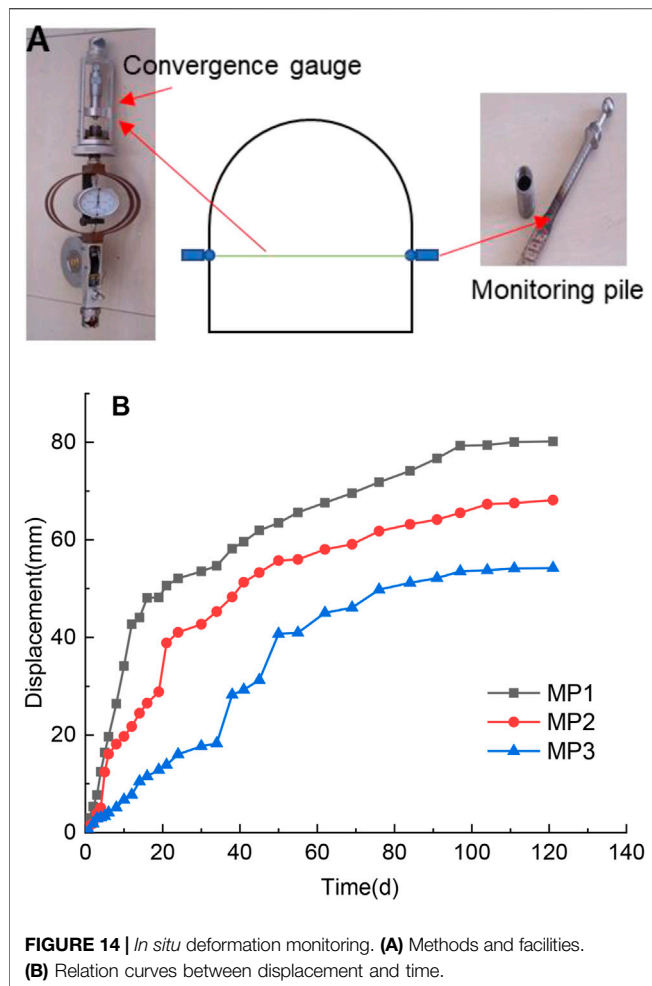 A
Convergence gauge
Monitoring pile
B
Displacement(mm)
80
60
40
20
0
MP1
MP2
MP3
0 20 40 60 80 100 120 140
Time(d)
FIGURE 14 | In situ deformation monitoring. (A) Methods and facilities.
(B) Relation curves between displacement and time.